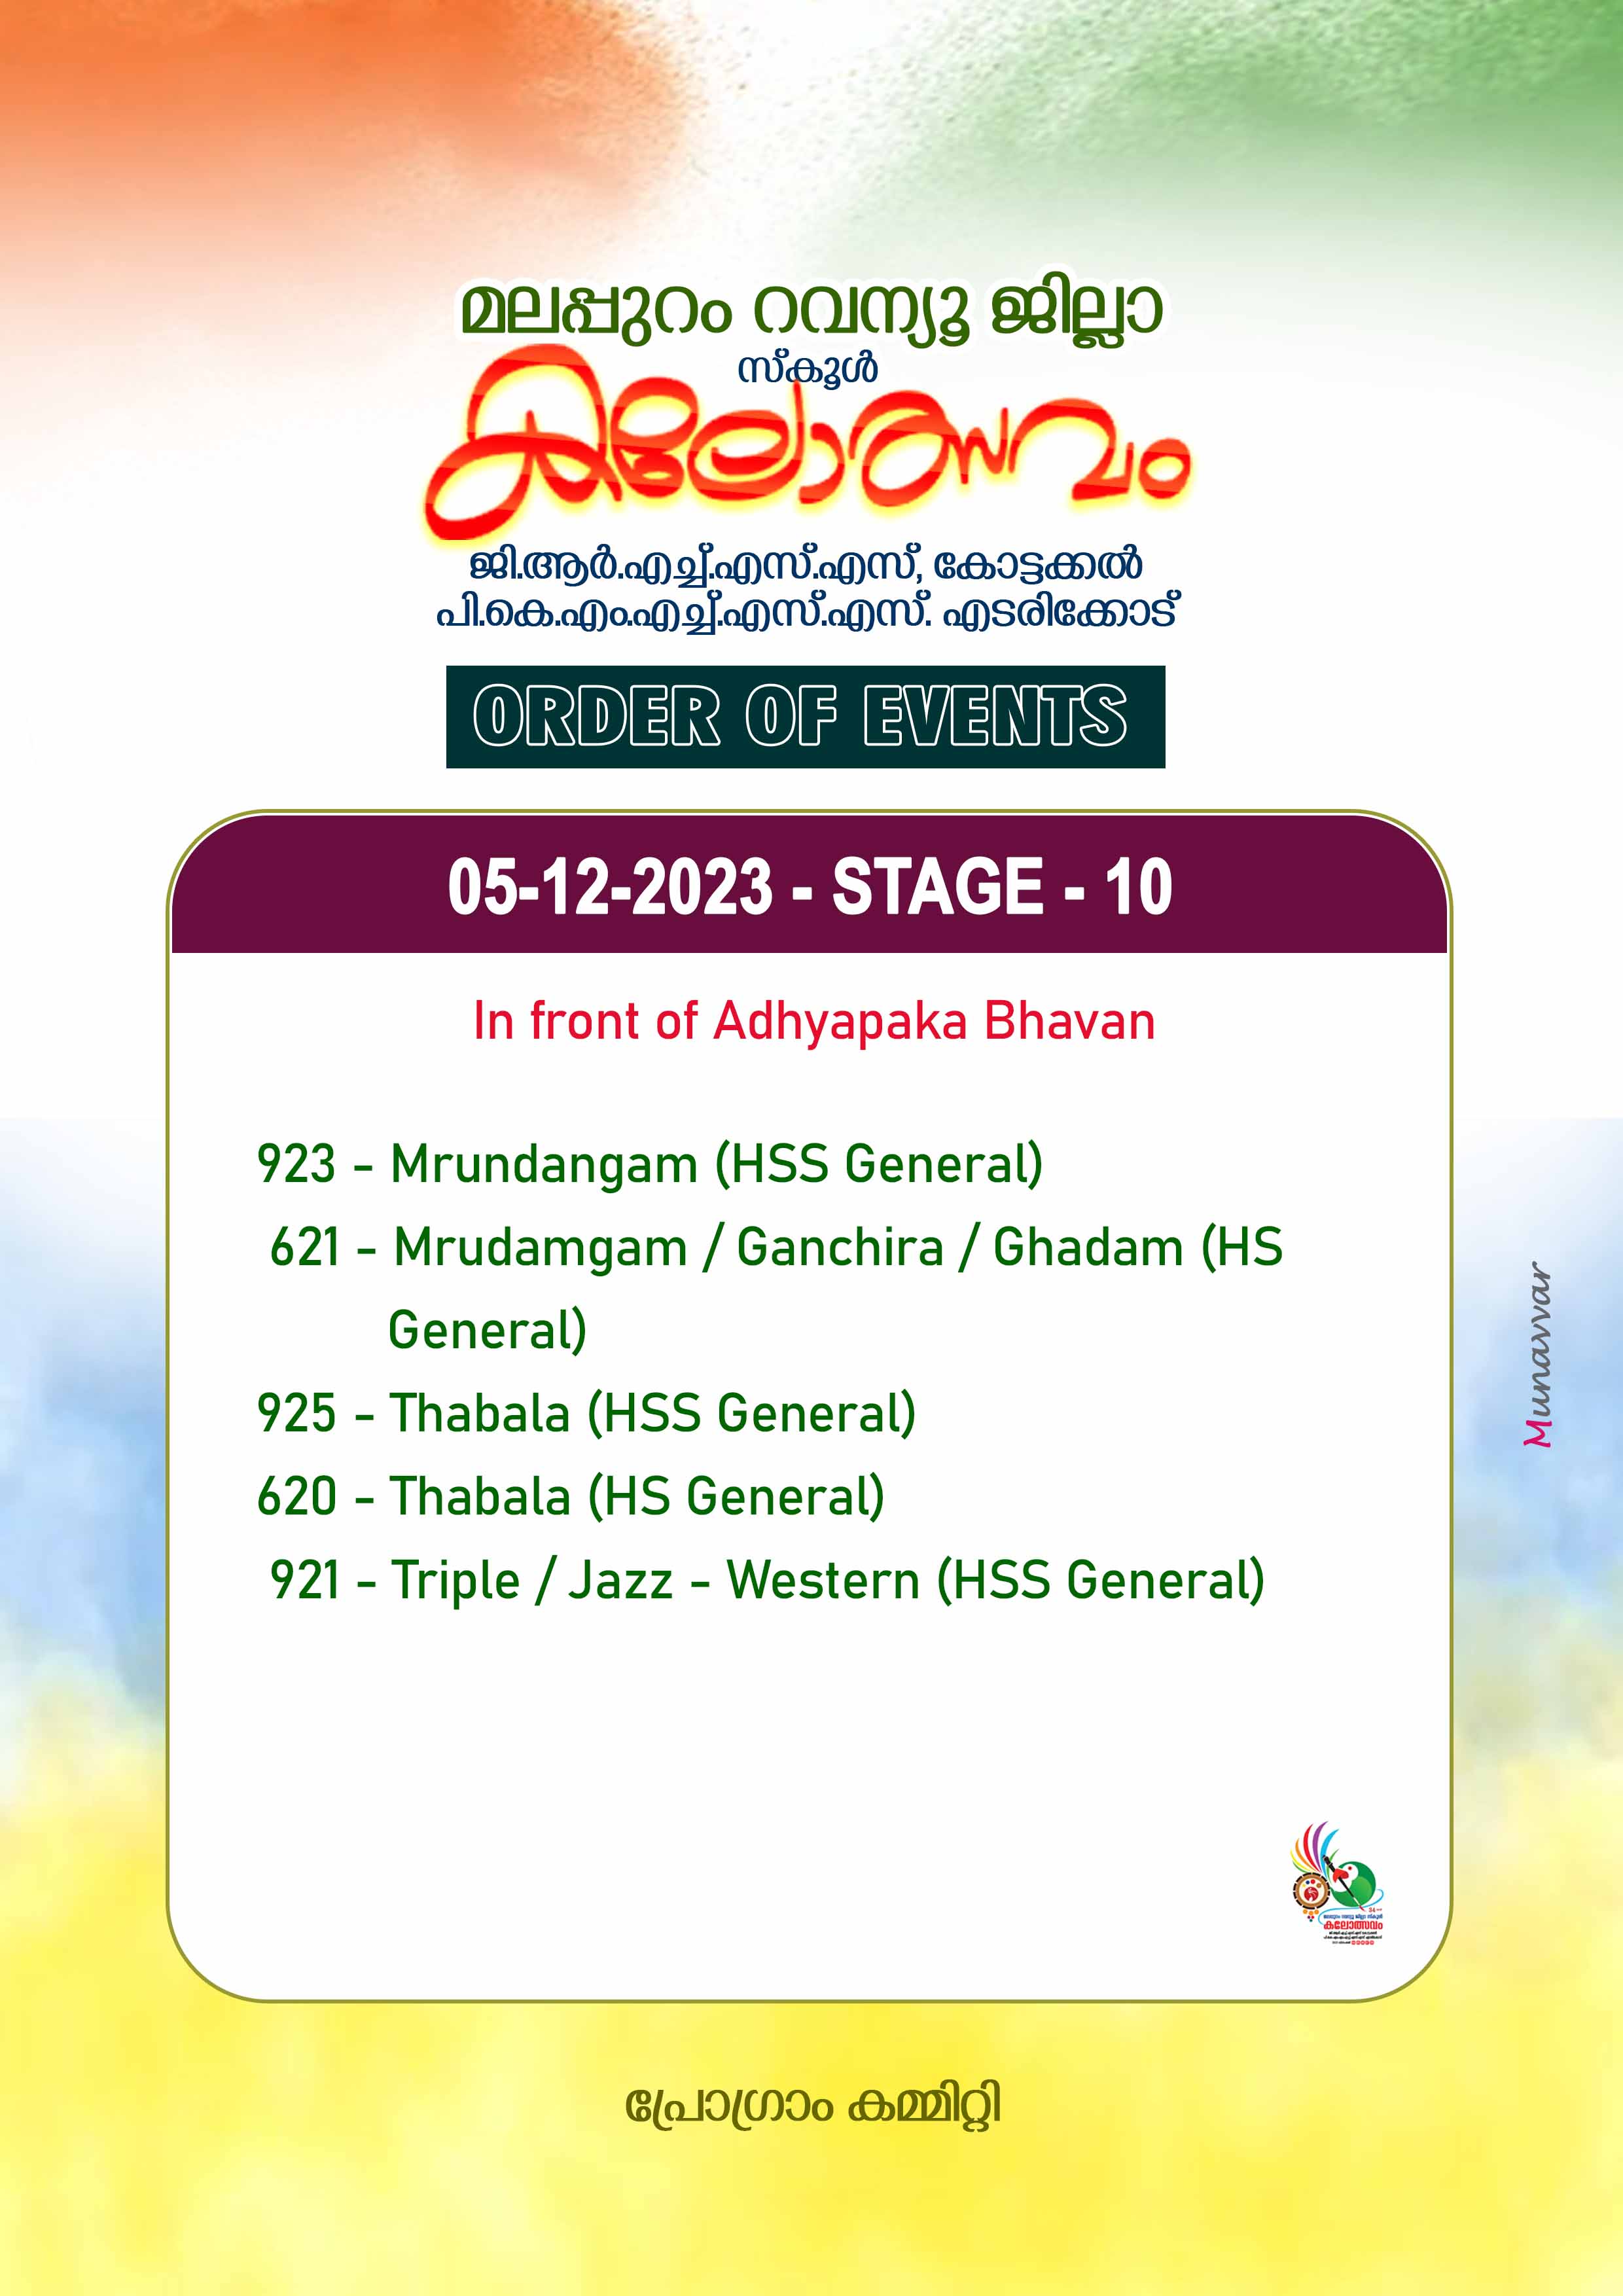 മലപ്പുറം റവന്യൂ ജില്ലാ
സ്കൂൾ
കലോത്സവം
ജി.ആർ.എച്ച്.എസ്.എസ്, കോട്ടക്കൽ
പി.കെ.എം.എച്ച്.എസ്.എസ്. എടരിക്കോട്
ORDER OF EVENTS
05-12-2023 - STAGE - 10
In front of Adhyapaka Bhavan
923 - Mrundangam (HSS General)
621 - Mrudamgam / Ganchira / Ghadam (HS
General)
925 - Thabala (HSS General)
620 - Thabala (HS General)
921 - Triple / Jazz - Western (HSS General)
Munavvar
കലോത്സവം
പ്രോഗ്രാം കമ്മിറ്റി